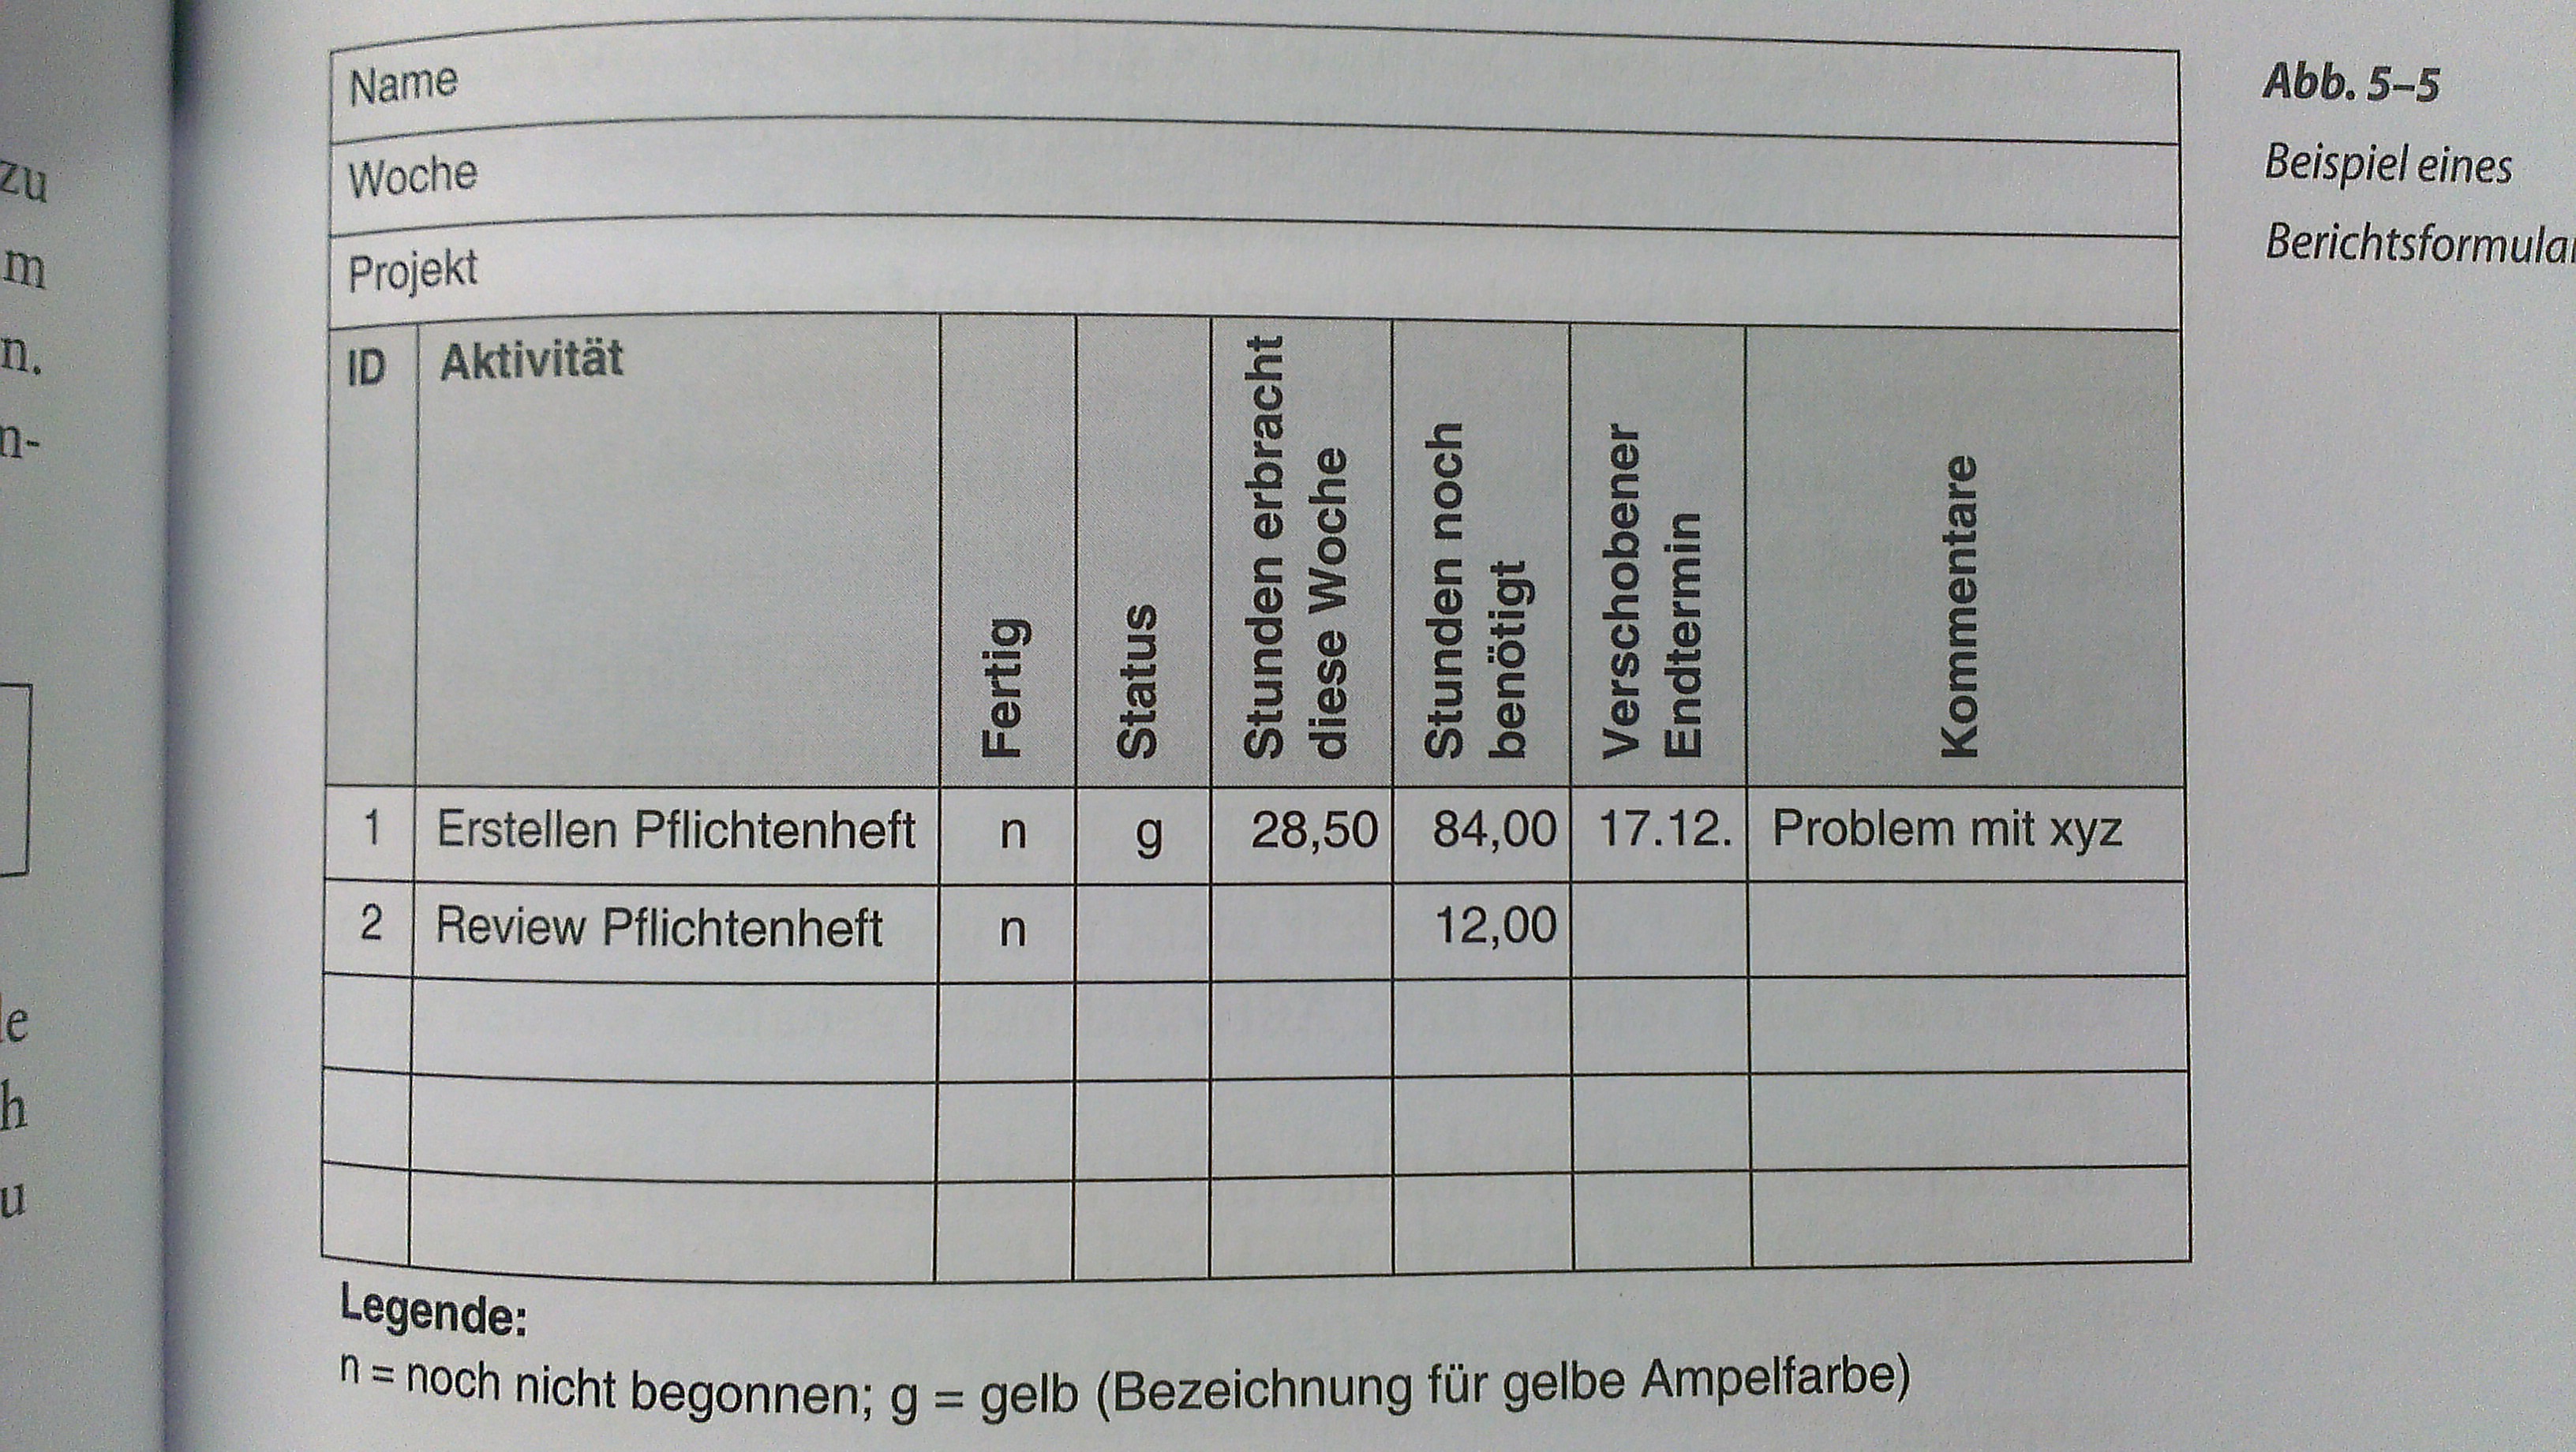 zu
m
n.
n-
le
h
u
Name
Woche
Projekt
ID Aktivität Fertig Status Stunden erbracht diese Woche Stunden noch benötigt Verschobener Endtermin Kommentare
1 Erstellen Pflichtenheft n g 28,50 84,00 17.12. Problem mit xyz
2 Review Pflichtenheft n 12,00
Legende:
n = noch nicht begonnen; g = gelb (Bezeichnung für gelbe Ampelfarbe)
Abb. 5–5
Beispiel eines
Berichtsformular